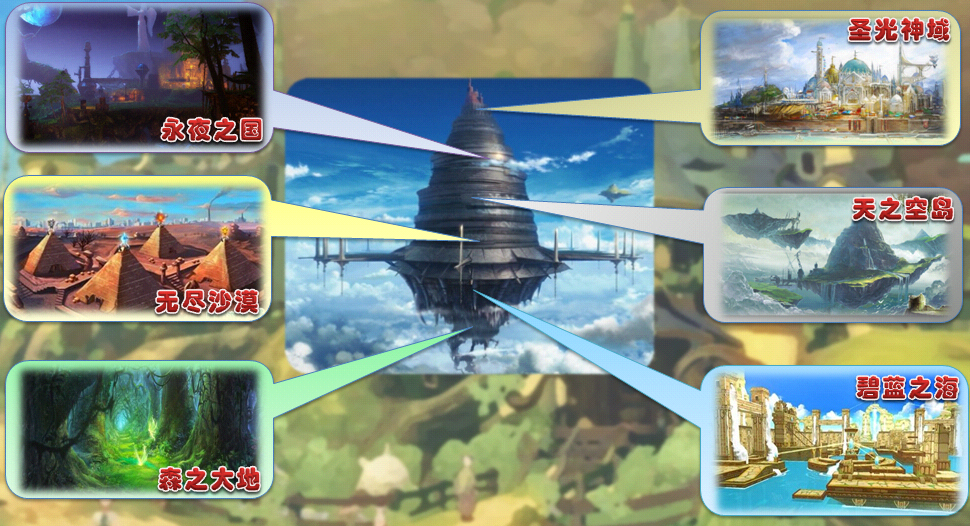 永夜之国
圣光神域
无尽沙漠
天之空岛
森之大地
碧蓝之海